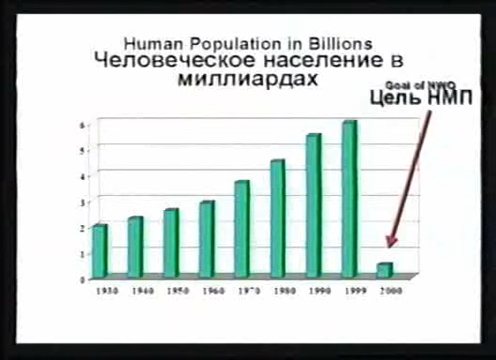 Human Population in Billions
Человеческое население в
миллиардах
Goal of NWO
Цель НМП
6
5
4
3
2
1
0
1930 1940 1950 1960 1970 1980 1990 1999 2000